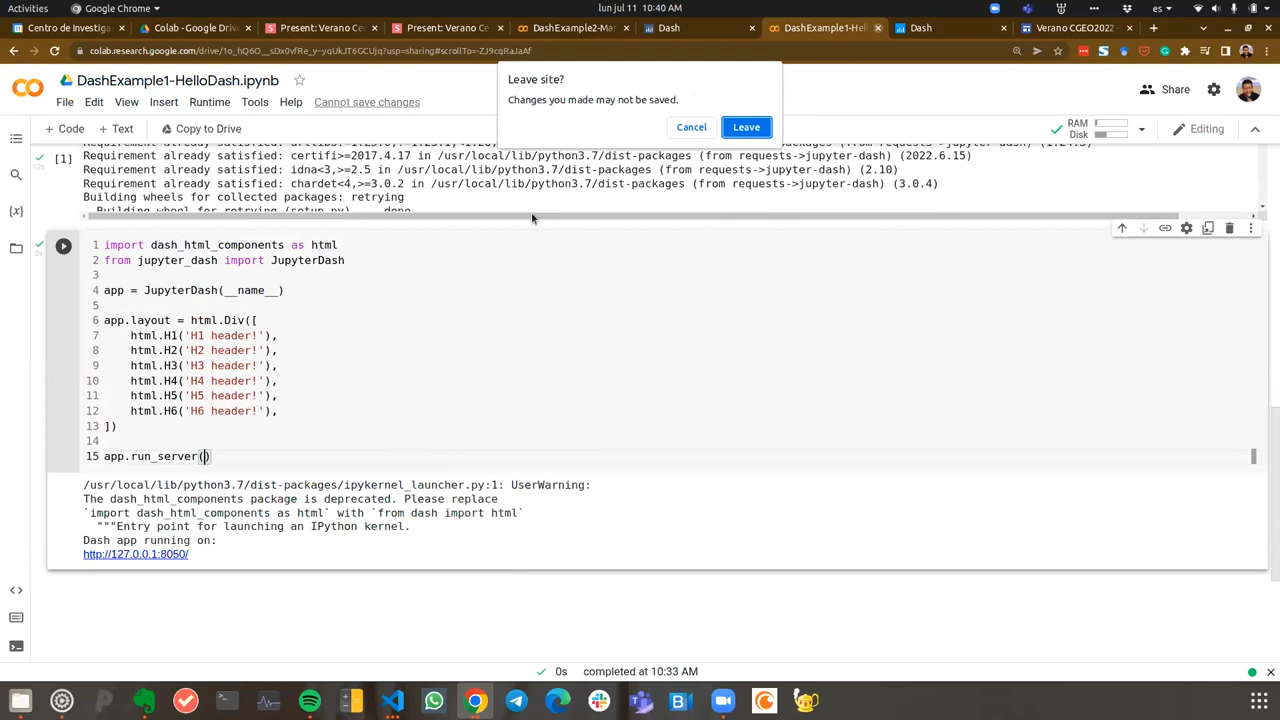 Activities
Google Chrome
lun jul 11 10:40 AM
es
Centro de Investiga
Colab - Google Drive
Present: Verano Ce
Present: Verano Ce
DashExample2-Ma
Dash
DashExample1-Hell
Dash
Verano CGEO2022 -
colab.research.google.com/drive/1o_hQ6O__sDx0vfRe_y-yqUkJT6GCUjq?usp=sharing#scrollTo=-ZJ9cqRaJaAf
DashExample1-HelloDash.ipynb
File Edit View Insert Runtime Tools Help Cannot save changes
Share
Leave site?
Changes you made may not be saved.
Cancel
Leave
+ Code + Text Copy to Drive
RAM
Disk
Editing
[1]
Requirement already satisfied: certifi>=2017.4.17 in /usr/local/lib/python3.7/dist-packages (from requests->jupyter-dash) (2022.6.15)
Requirement already satisfied: idna<3,>=2.5 in /usr/local/lib/python3.7/dist-packages (from requests->jupyter-dash) (2.10)
Requirement already satisfied: chardet<4,>=3.0.2 in /usr/local/lib/python3.7/dist-packages (from requests->jupyter-dash) (3.0.4)
Building wheels for collected packages: retrying
Building wheel for retrying (setup.py) ... done
1 import dash_html_components as html
2 from jupyter_dash import JupyterDash
3
4 app = JupyterDash(__name__)
5
6 app.layout = html.Div([
7 html.H1('H1 header!'),
8 html.H2('H2 header!'),
9 html.H3('H3 header!'),
10 html.H4('H4 header!'),
11 html.H5('H5 header!'),
12 html.H6('H6 header!'),
13 ])
14
15 app.run_server()
/usr/local/lib/python3.7/dist-packages/ipykernel_launcher.py:1: UserWarning:
The dash_html_components package is deprecated. Please replace
`import dash_html_components as html` with `from dash import html`
"""Entry point for launching an IPython kernel.
Dash app running on:
http://127.0.0.1:8050/
0s completed at 10:33 AM